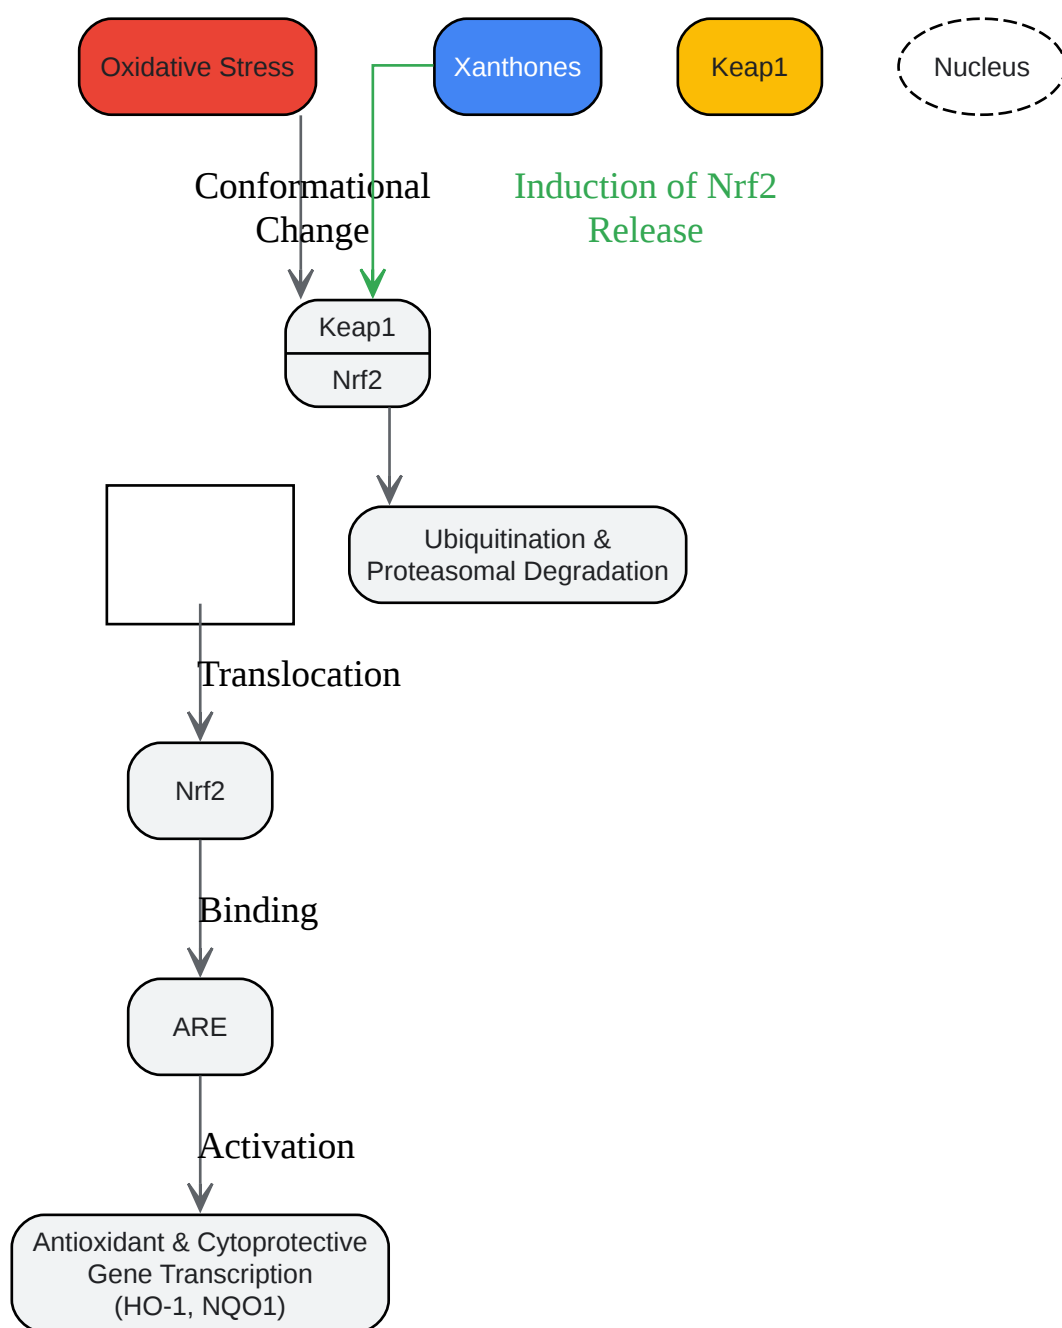 Oxidative Stress
Xanthones
Keap1
Nucleus
Conformational
Change
Induction of Nrf2
Release
Keap1
Nrf2
Ubiquitination &
Proteasomal Degradation
Translocation
Nrf2
Binding
ARE
Activation
Antioxidant & Cytoprotective
Gene Transcription
(HO-1, NQO1)